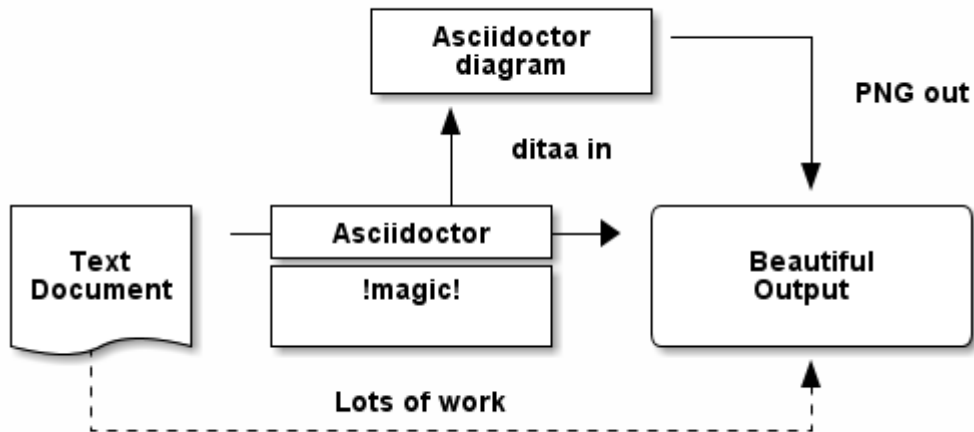 Asciidoctor
diagram
PNG out
ditaa in
Asciidoctor
Text
Document
!magic!
Beautiful
Output
Lots of work